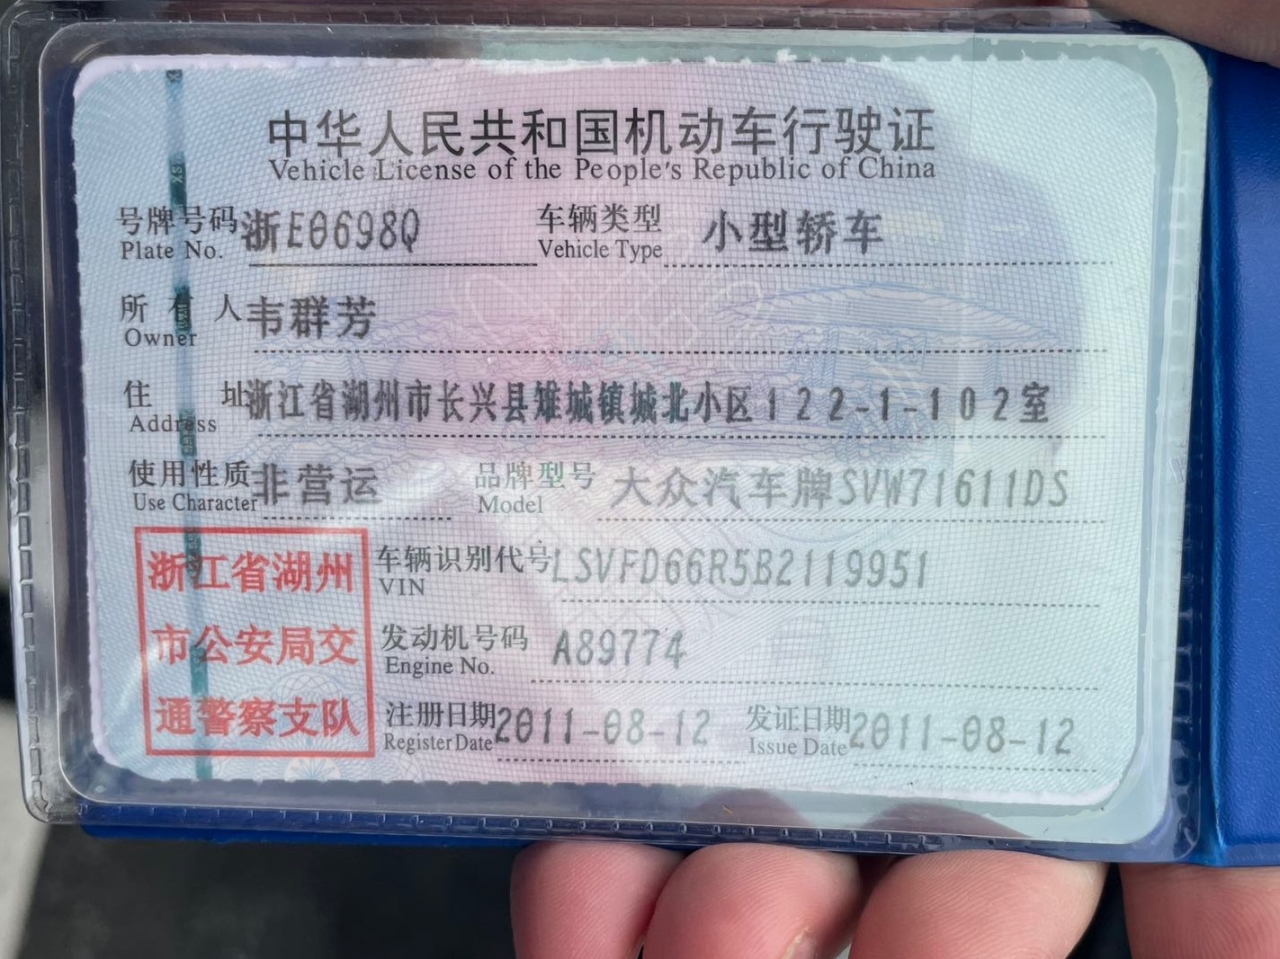 中华人民共和国机动车行驶证
Vehicle License of the People's Republic of China
号牌号码 浙E0698Q 车辆类型 小型轿车
Plate No. Vehicle Type
所有人 韦群芳
Owner
住址 浙江省湖州市长兴县雉城镇城北小区122-1-102室
Address
使用性质 非营运 品牌型号 大众汽车牌SVW71611DS
Use Character Model
车辆识别代号 LSVFD66R5B2119951
VIN
发动机号码 A89774
Engine No.
注册日期 2011-08-12 发证日期 2011-08-12
Register Date Issue Date
浙江省湖州
市公安局交
通警察支队